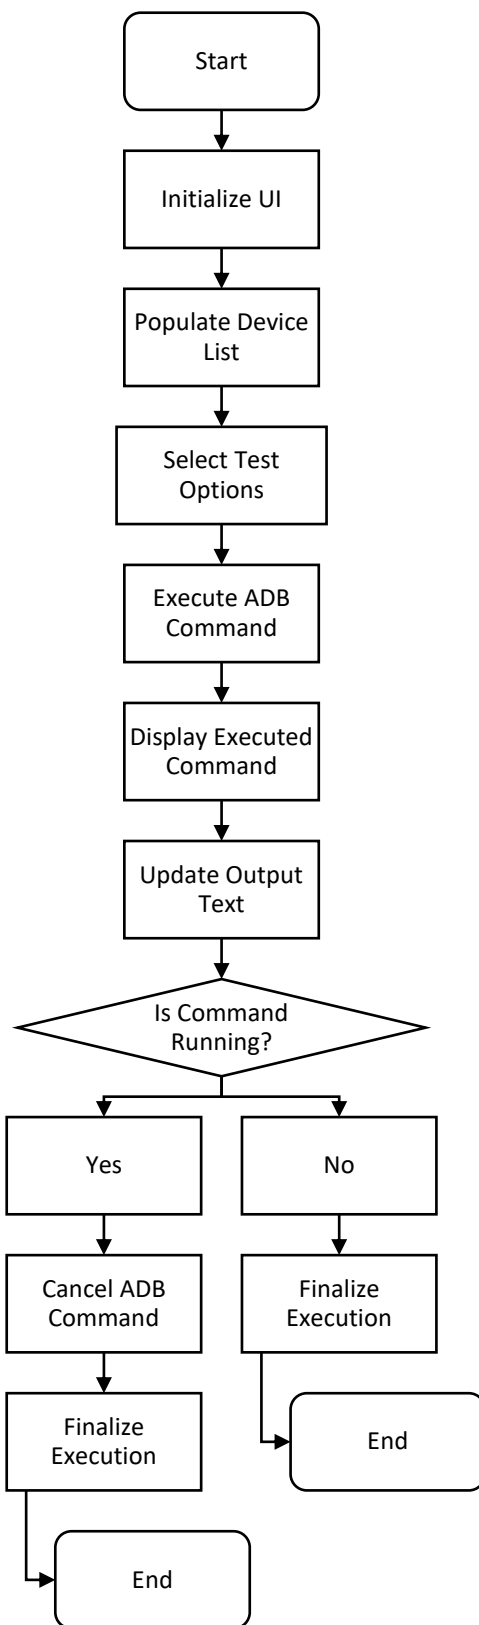 Start
Initialize UI
Populate Device
List
Select Test
Options
Execute ADB
Command
Display Executed
Command
Update Output
Text
Is Command
Running?
Yes
No
Cancel ADB
Command
Finalize
Execution
Finalize
Execution
End
End